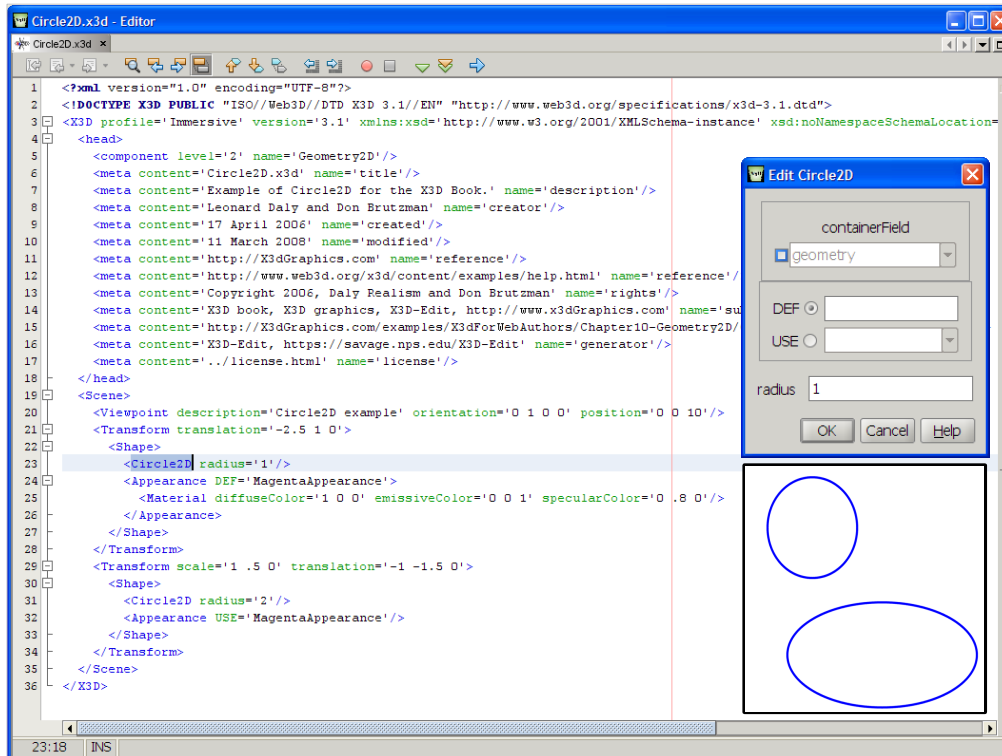 Circle2D.x3d - Editor
Circle2D.x3d
1 <?xml version="1.0" encoding="UTF-8"?>
2 <!DOCTYPE X3D PUBLIC "ISO//Web3D//DTD X3D 3.1//EN" "http://www.web3d.org/specifications/x3d-3.1.dtd">
3 <X3D profile='Immersive' version='3.1' xmlns:xsd='http://www.w3.org/2001/XMLSchema-instance' xsd:noNamespaceSchemaLocation=
4 <head>
5 <component level='2' name='Geometry2D'/>
6 <meta content='Circle2D.x3d' name='title'/>
7 <meta content='Example of Circle2D for the X3D Book.' name='description'/>
8 <meta content='Leonard Daly and Don Brutzman' name='creator'/>
9 <meta content='17 April 2006' name='created'/>
10 <meta content='11 March 2008' name='modified'/>
11 <meta content='http://X3dGraphics.com' name='reference'/>
12 <meta content='http://www.web3d.org/x3d/content/examples/help.html' name='reference'/
13 <meta content='Copyright 2006, Daly Realism and Don Brutzman' name='rights'/>
14 <meta content='X3D book, X3D graphics, X3D-Edit, http://www.x3dGraphics.com' name='su
15 <meta content='http://X3dGraphics.com/examples/X3dForWebAuthors/Chapter10-Geometry2D/
16 <meta content='X3D-Edit, https://savage.nps.edu/X3D-Edit' name='generator'/>
17 <meta content='../license.html' name='license'/>
18 </head>
19 <Scene>
20 <Viewpoint description='Circle2D example' orientation='0 1 0 0' position='0 0 10'/>
21 <Transform translation='-2.5 1 0'>
22 <Shape>
23 <Circle2D radius='1'/>
24 <Appearance DEF='MagentaAppearance'>
25 <Material diffuseColor='1 0 0' emissiveColor='0 0 1' specularColor='0 .8 0'/>
26 </Appearance>
27 </Shape>
28 </Transform>
29 <Transform scale='1 .5 0' translation='-1 -1.5 0'>
30 <Shape>
31 <Circle2D radius='2'/>
32 <Appearance USE='MagentaAppearance'/>
33 </Shape>
34 </Transform>
35 </Scene>
36 </X3D>
23:18 INS
Edit Circle2D
containerField
geometry
DEF
USE
radius 1
OK Cancel Help